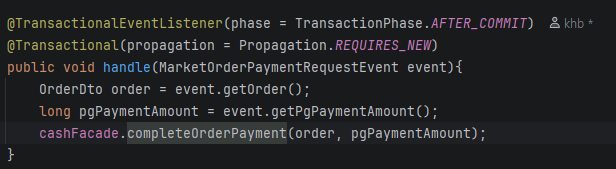 @TransactionalEventListener(phase = TransactionPhase.AFTER_COMMIT) khb *
@Transactional(propagation = Propagation.REQUIRES_NEW)
public void handle(MarketOrderPaymentRequestEvent event){
    OrderDto order = event.getOrder();
    long pgPaymentAmount = event.getPgPaymentAmount();
    cashFacade.completeOrderPayment(order, pgPaymentAmount);
}